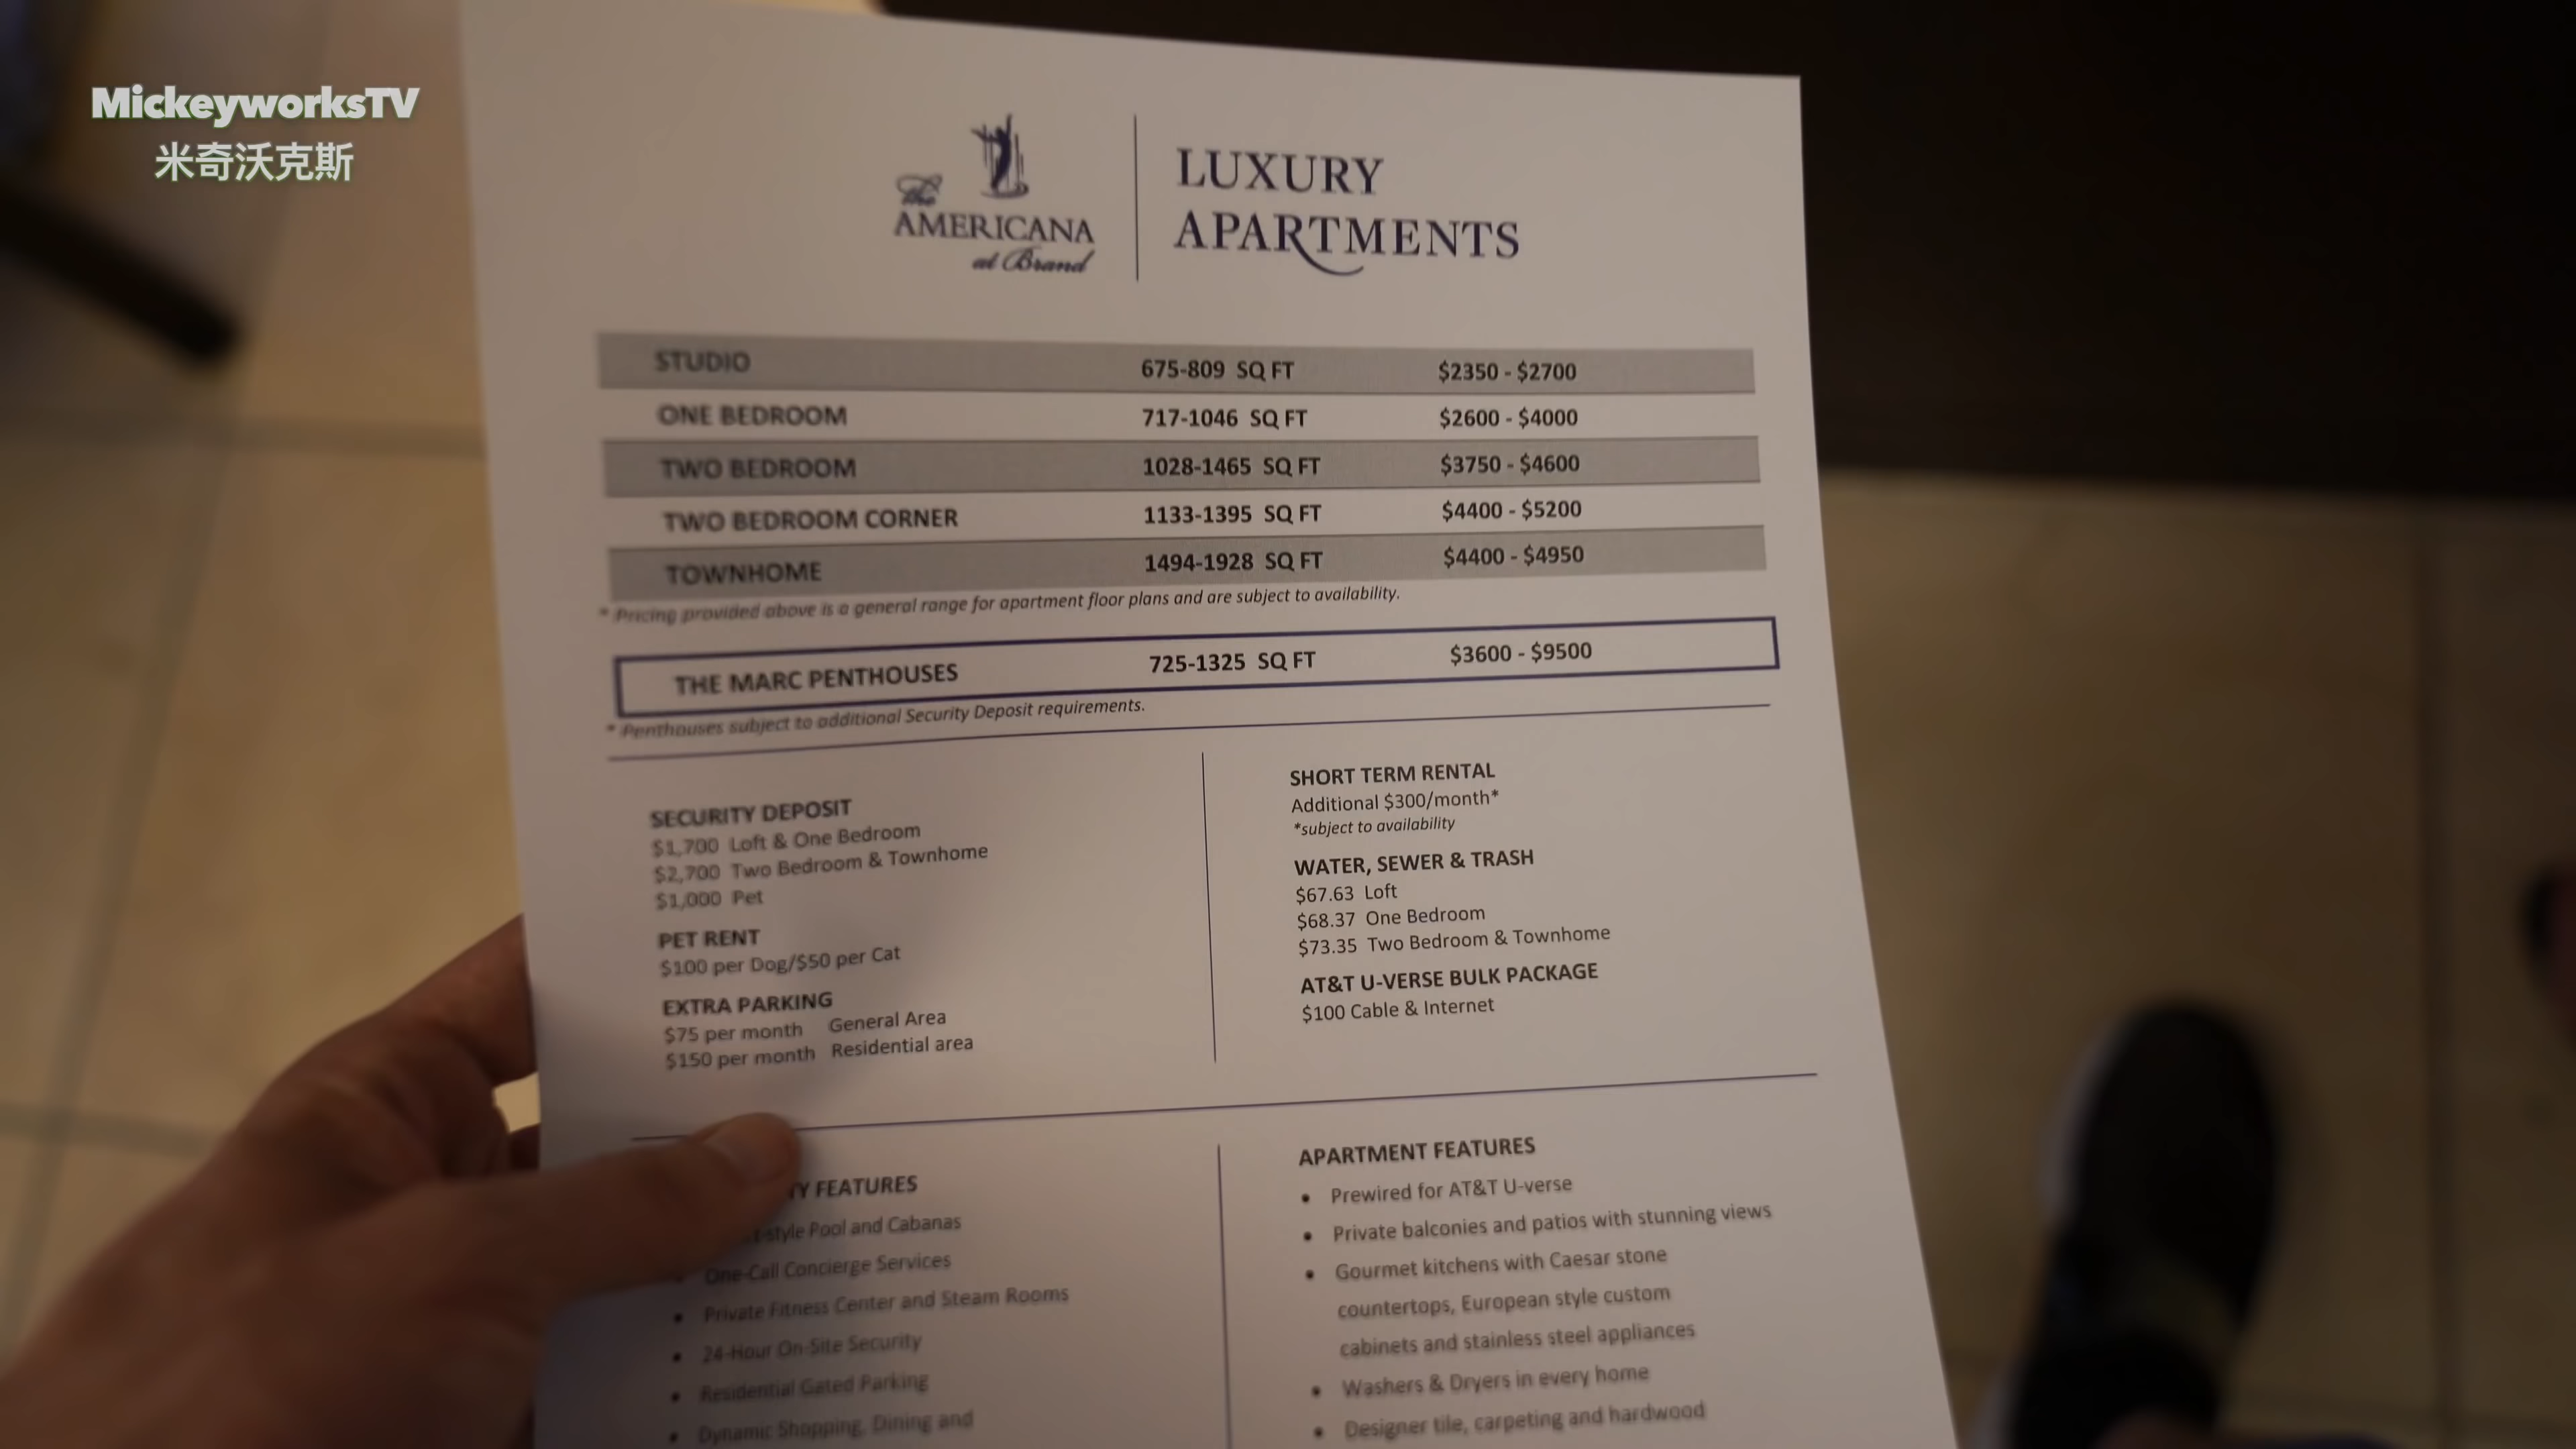 MickeyworksTV
米奇沃克斯
The
AMERICANA
at Brand
LUXURY
APARTMENTS
STUDIO 675-809 SQ FT $2350 - $2700
ONE BEDROOM 717-1046 SQ FT $2600 - $4000
TWO BEDROOM 1028-1465 SQ FT $3750 - $4600
TWO BEDROOM CORNER 1133-1395 SQ FT $4400 - $5200
TOWNHOME 1494-1928 SQ FT $4400 - $4950
* Pricing provided above is a general range for apartment floor plans and are subject to availability.
THE MARC PENTHOUSES 725-1325 SQ FT $3600 - $9500
* Penthouses subject to additional Security Deposit requirements.
SECURITY DEPOSIT
$1,700 Loft & One Bedroom
$2,700 Two Bedroom & Townhome
$1,000 Pet
PET RENT
$100 per Dog/$50 per Cat
EXTRA PARKING
$75 per month General Area
$150 per month Residential area
SHORT TERM RENTAL
Additional $300/month*
*subject to availability
WATER, SEWER & TRASH
$67.63 Loft
$68.37 One Bedroom
$73.35 Two Bedroom & Townhome
AT&T U-VERSE BULK PACKAGE
$100 Cable & Internet
FEATURES
Pool and Cabanas
One-Call Concierge Services
• Private Fitness Center and Steam Rooms
• 24-Hour On-Site Security
• Residential Gated Parking
• Dynamic Shopping, Dining and
APARTMENT FEATURES
• Prewired for AT&T U-verse
• Private balconies and patios with stunning views
• Gourmet kitchens with Caesar stone
countertops, European style custom
cabinets and stainless steel appliances
• Washers & Dryers in every home
• Designer tile, carpeting and hardwood